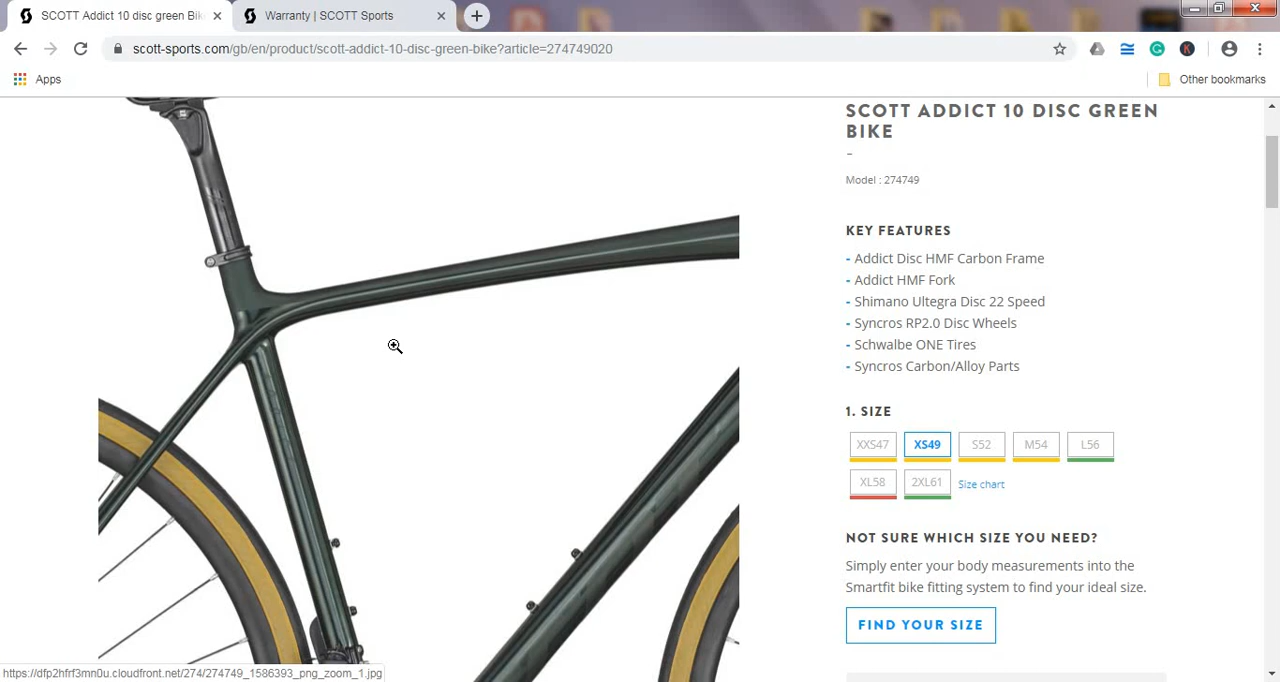 SCOTT Addict 10 disc green Bik
Warranty | SCOTT Sports
scott-sports.com/gb/en/product/scott-addict-10-disc-green-bike?article=274749020
Apps
Other bookmarks
SCOTT ADDICT 10 DISC GREEN
BIKE
-
Model : 274749
KEY FEATURES
- Addict Disc HMF Carbon Frame
- Addict HMF Fork
- Shimano Ultegra Disc 22 Speed
- Syncros RP2.0 Disc Wheels
- Schwalbe ONE Tires
- Syncros Carbon/Alloy Parts
1. SIZE
XXS47 XS49 S52 M54 L56
XL58 2XL61 Size chart
NOT SURE WHICH SIZE YOU NEED?
Simply enter your body measurements into the
Smartfit bike fitting system to find your ideal size.
FIND YOUR SIZE
https://dfp2hfrf3mn0u.cloudfront.net/274/274749_1586393_png_zoom_1.jpg